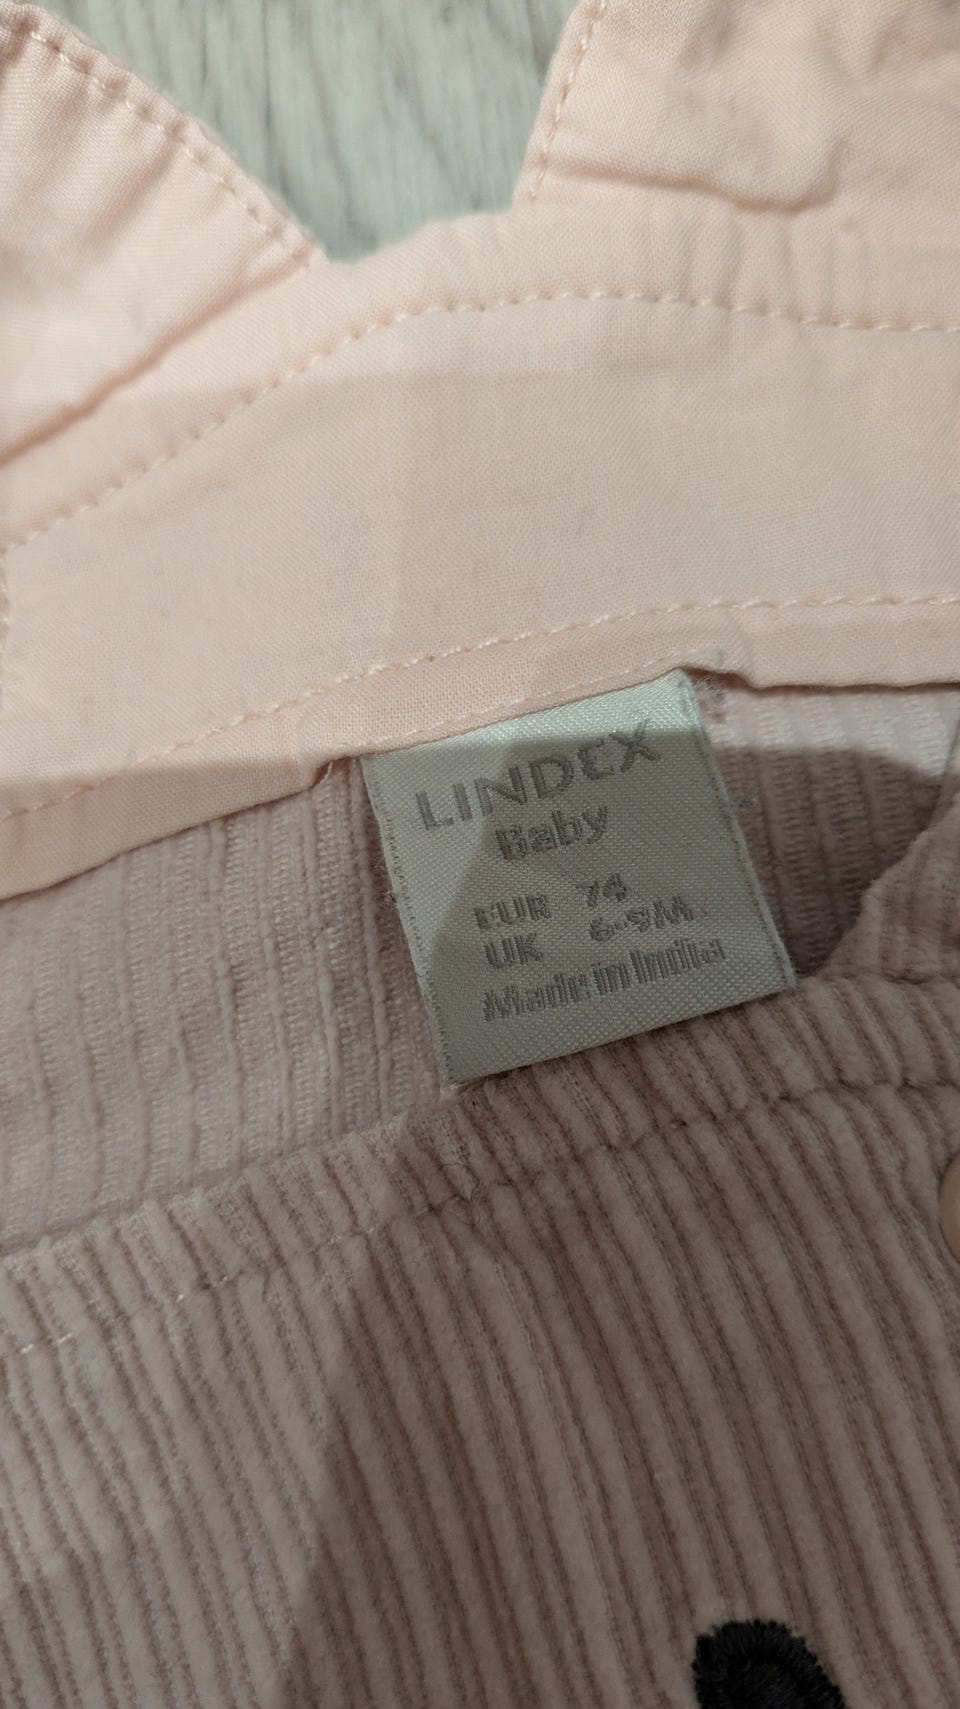 LINDEX
Baby
EUR 74
UK 6-9M
Made in India